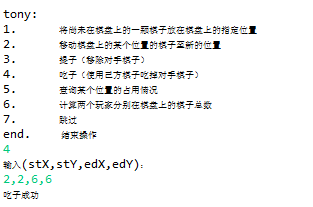 tony:
1. 将尚未在棋盘上的一颗棋子放在棋盘上的指定位置
2. 移动棋盘上的某个位置的棋子至新的位置
3. 提子（移除对手棋子）
4. 吃子（使用己方棋子吃掉对手棋子）
5. 查询某个位置的占用情况
6. 计算两个玩家分别在棋盘上的棋子总数
7. 跳过
end. 结束操作
4
输入(stX,stY,edX,edY)：
2,2,6,6
吃子成功